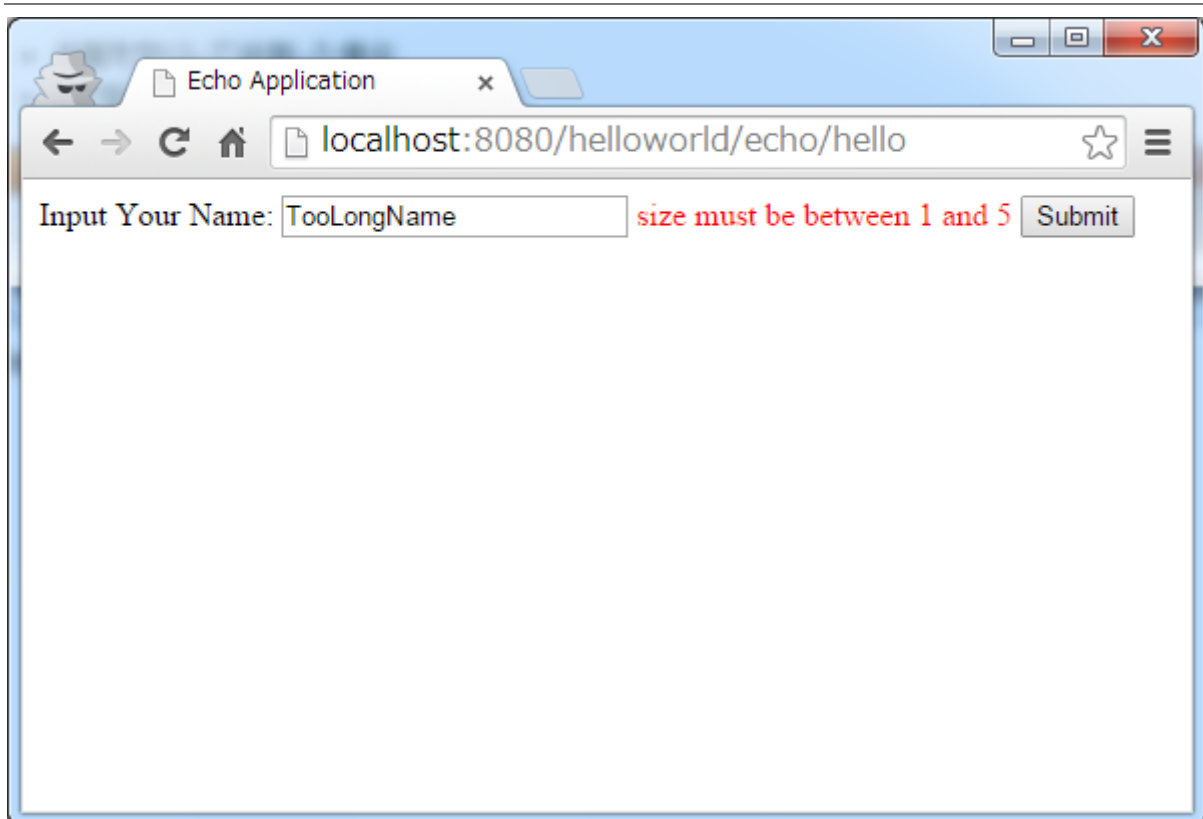 Echo Application
localhost:8080/helloworld/echo/hello
Input Your Name: TooLongName size must be between 1 and 5 Submit